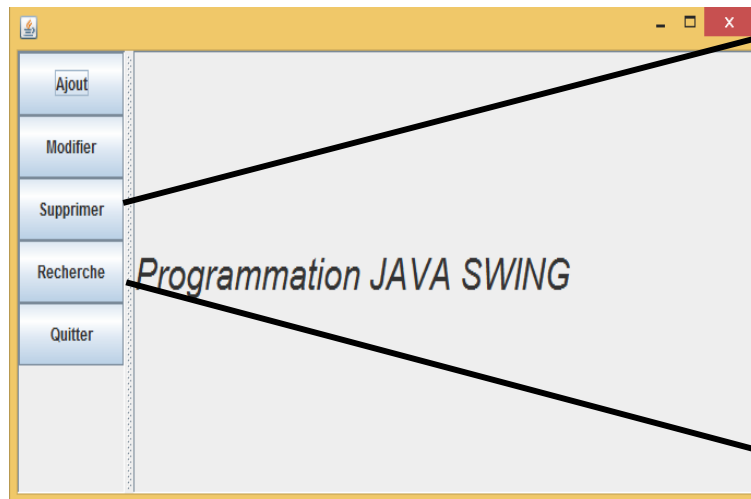 Ajout
Modifier
Supprimer
Recherche
Programmation JAVA SWING
Quitter